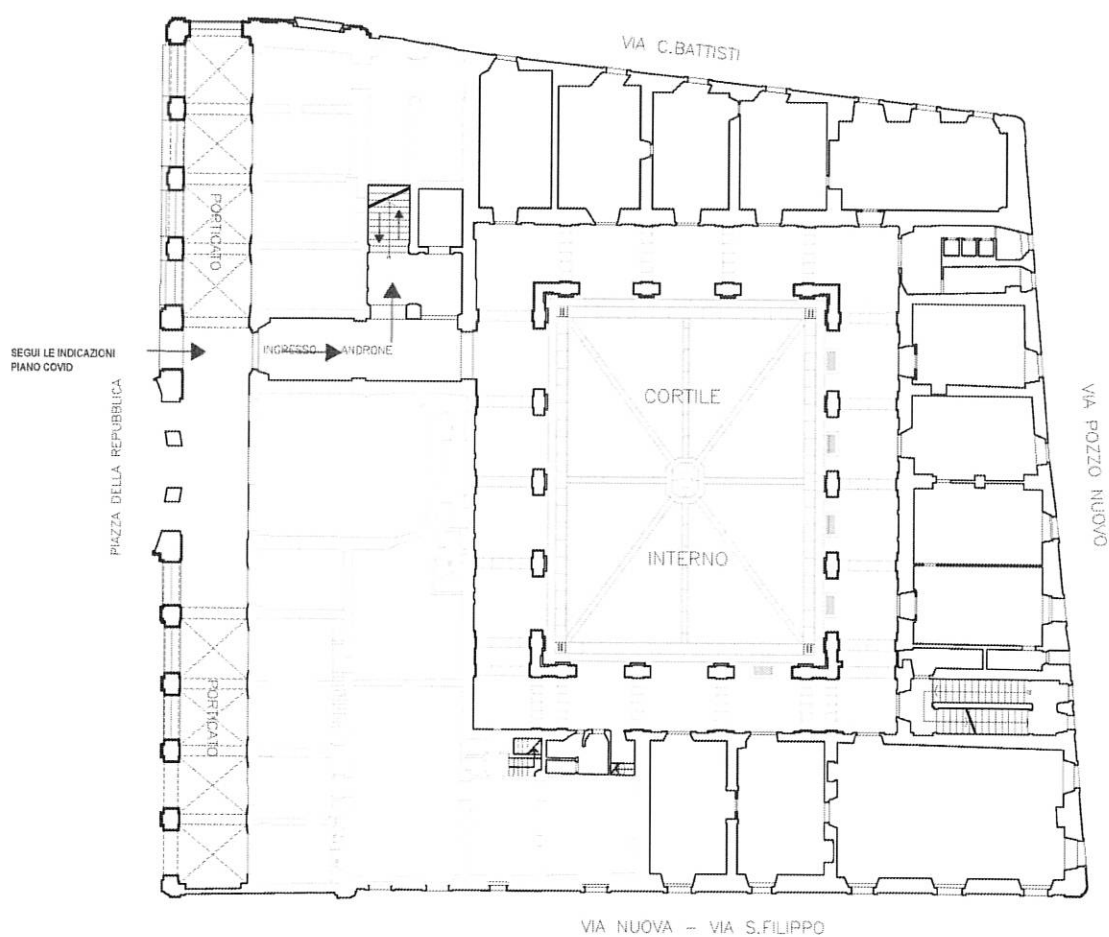 VIA C.BATTISTI
PORTICATO
SEGUI LE INDICAZIONI
PIANO COVID
INGRESSO ANDRONE
PIAZZA DELLA REPUBBLICA
CORTILE
INTERNO
VIA POZZO NUOVO
PORTICATO
VIA NUOVA - VIA S.FILIPPO